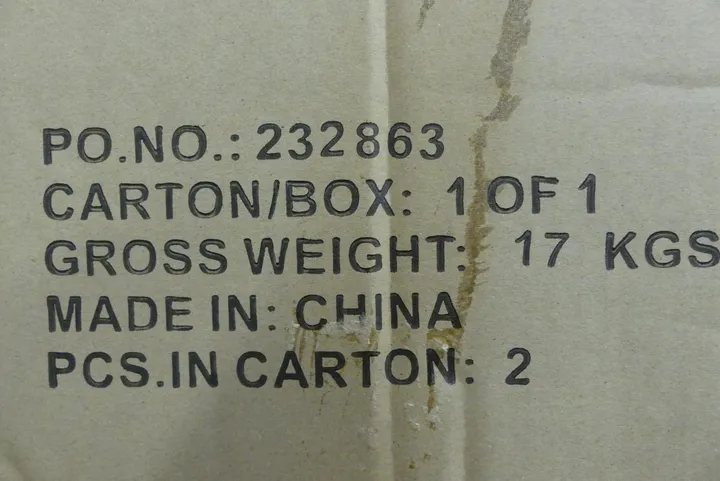 PO.NO.: 232863
CARTON/BOX: 1 OF 1
GROSS WEIGHT: 17 KGS
MADE IN: CHINA
PCS.IN CARTON: 2